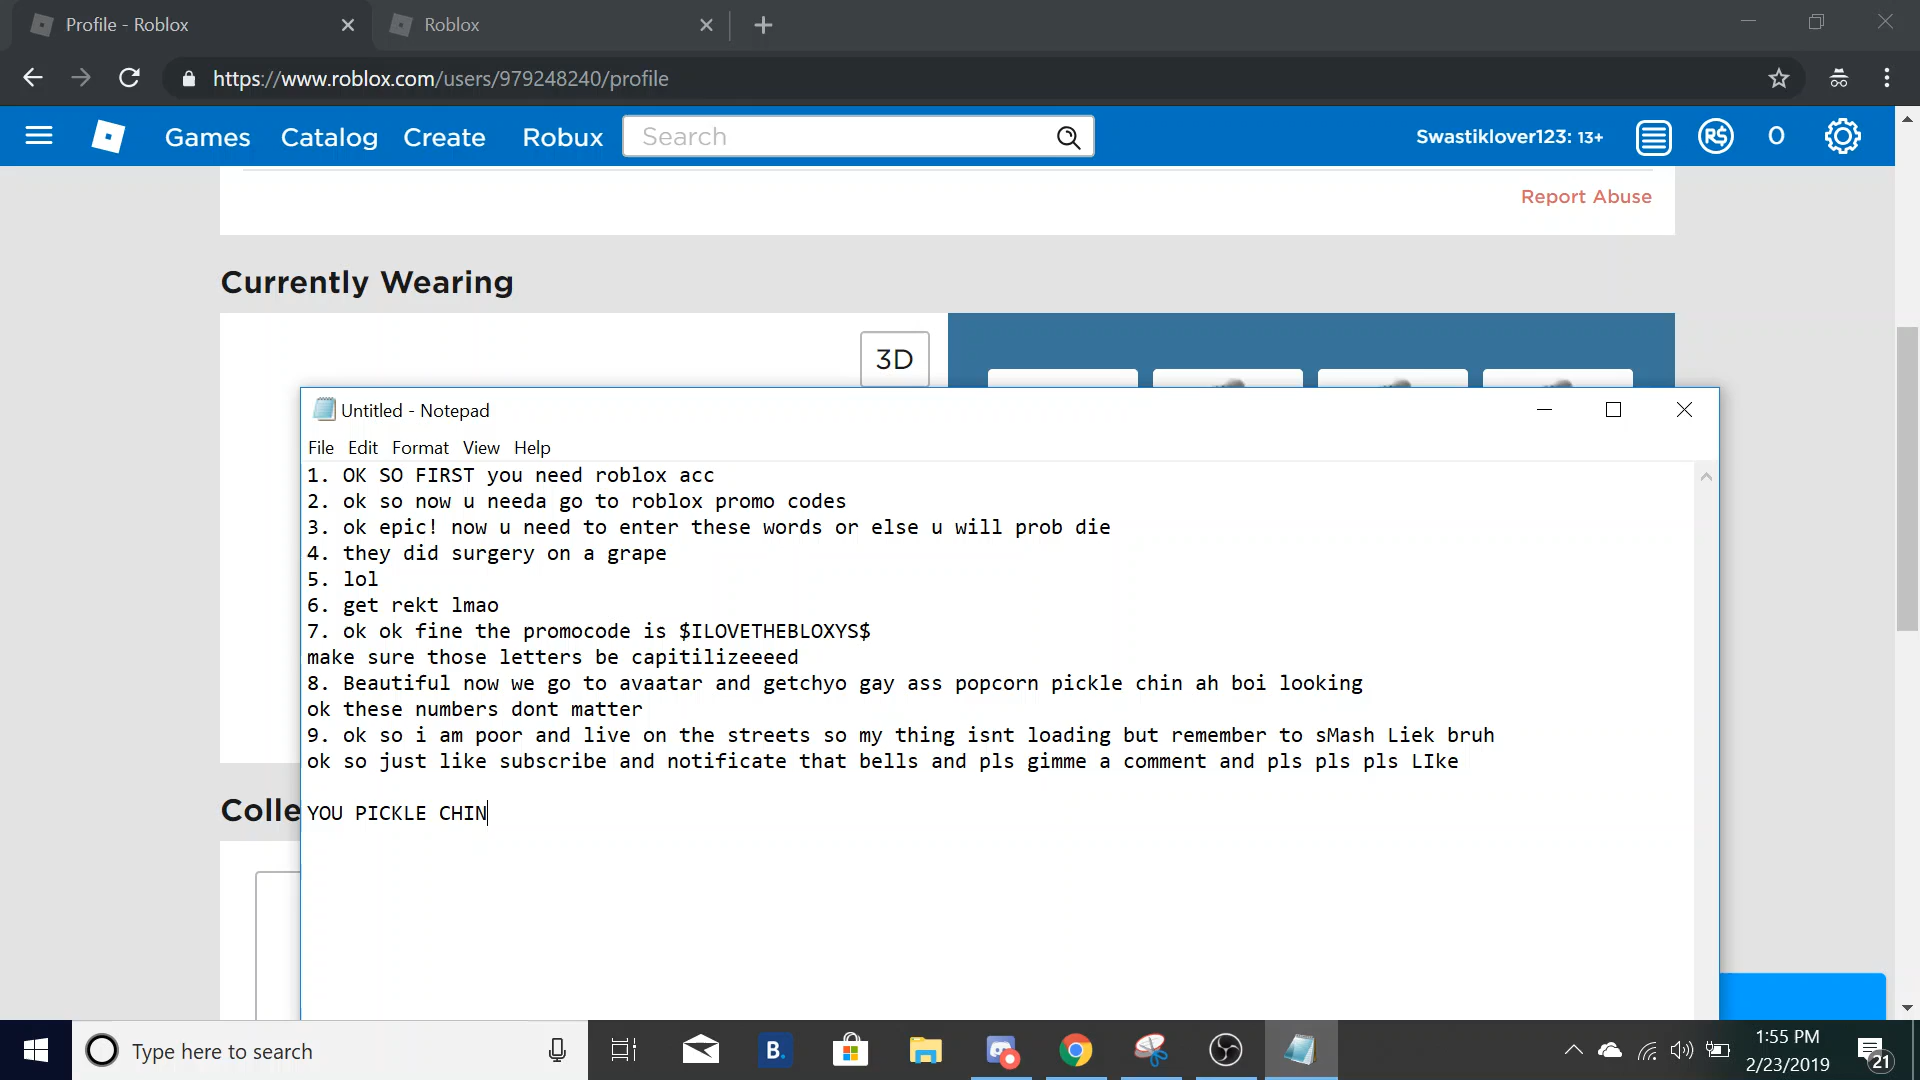 Profile - Roblox
Roblox
https://www.roblox.com/users/979248240/profile
Games Catalog Create Robux Search Swastiklover123: 13+ R$ 0
Report Abuse
Currently Wearing
3D
Untitled - Notepad
File Edit Format View Help
1. OK SO FIRST you need roblox acc
2. ok so now u needa go to roblox promo codes
3. ok epic! now u need to enter these words or else u will prob die
4. they did surgery on a grape
5. lol
6. get rekt lmao
7. ok ok fine the promocode is $ILOVETHEBLOXYS$
make sure those letters be capitilizeeeed
8. Beautiful now we go to avaatar and getchyo gay ass popcorn pickle chin ah boi looking
ok these numbers dont matter
9. ok so i am poor and live on the streets so my thing isnt loading but remember to sMash Liek bruh
ok so just like subscribe and notificate that bells and pls gimme a comment and pls pls pls LIke
Colle
YOU PICKLE CHIN
Type here to search
B.
1:55 PM
2/23/2019
21